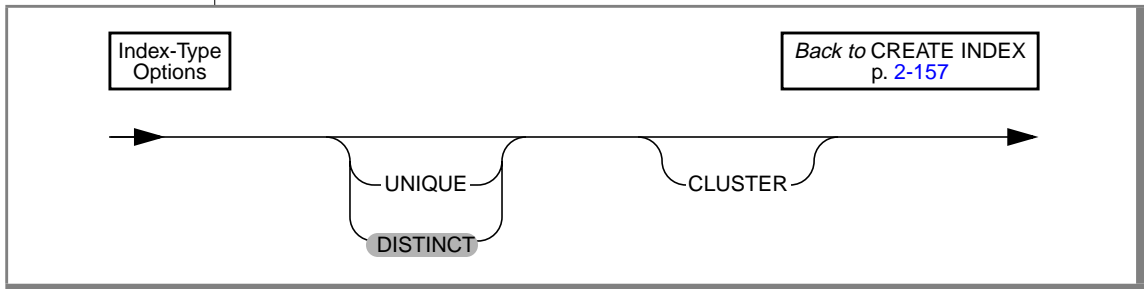 Index-Type
Options
Back to CREATE INDEX
p. 2-157
UNIQUE
CLUSTER
DISTINCT